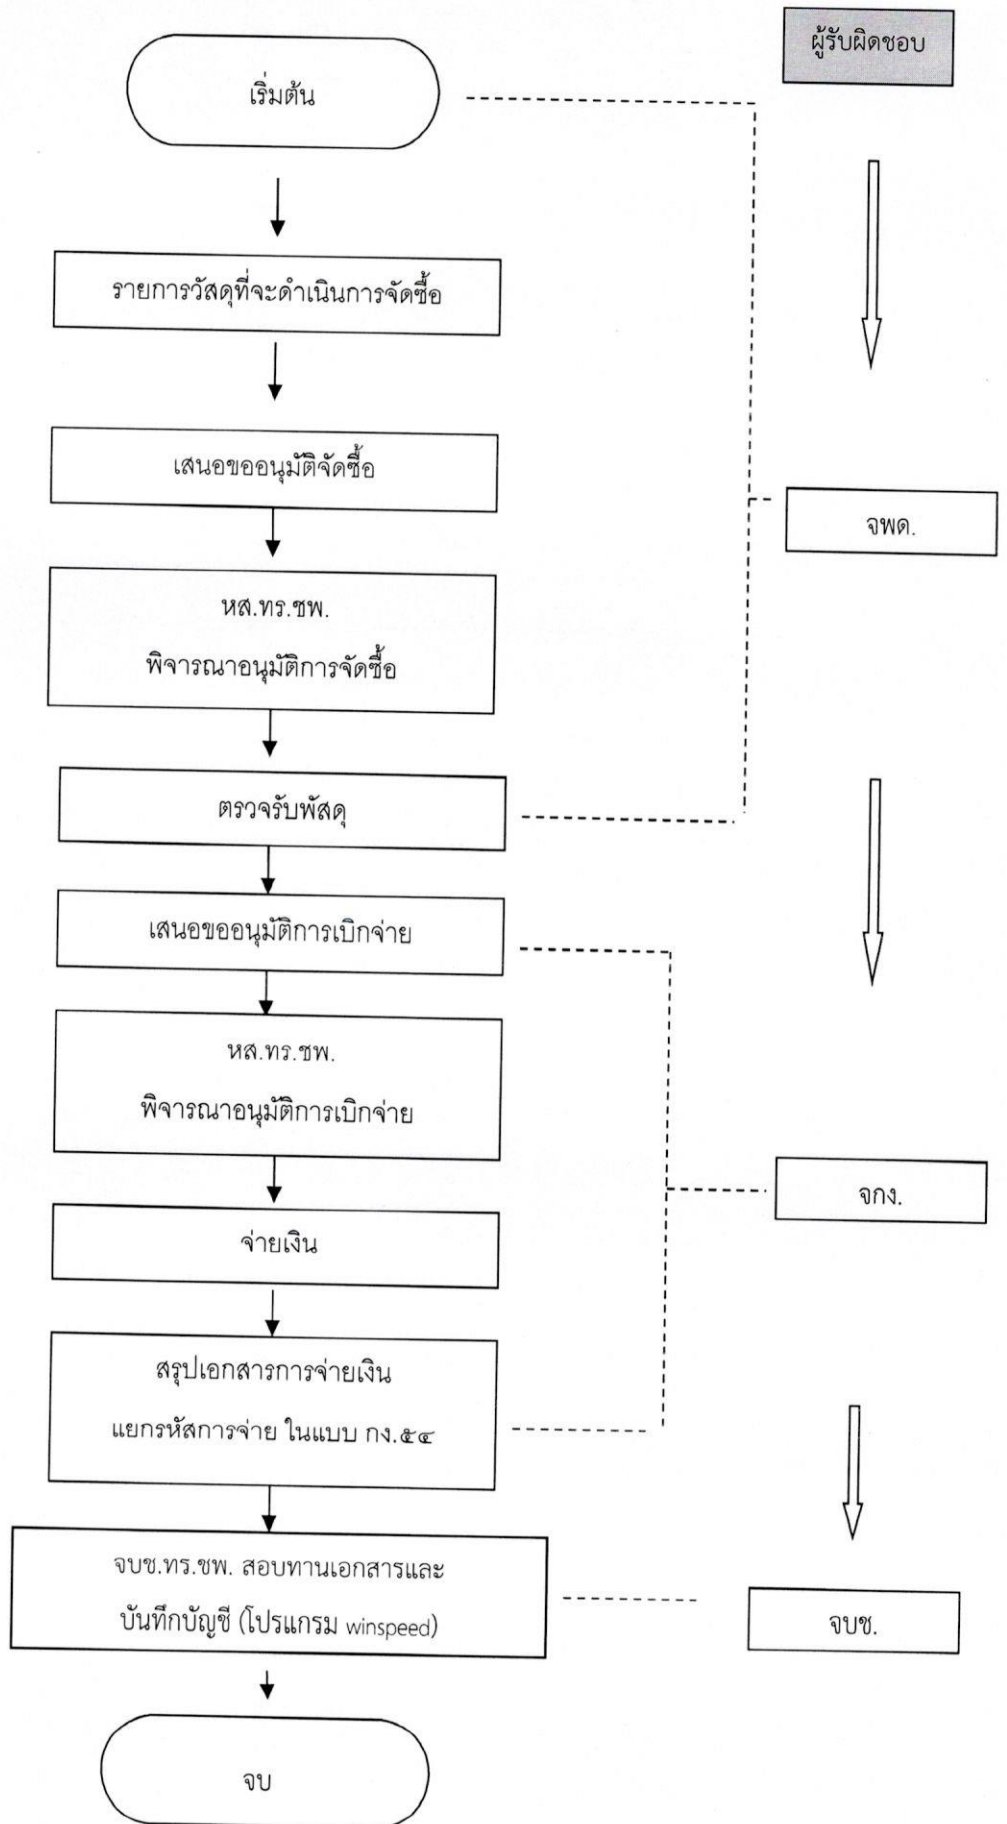 ผู้รับผิดชอบ
เริ่มต้น
รายการวัสดุที่จะดำเนินการจัดซื้อ
เสนอขออนุมัติจัดซื้อ
จพด.
หส.ทร.ชพ.
พิจารณาอนุมัติการจัดซื้อ
ตรวจรับพัสดุ
เสนอขออนุมัติการเบิกจ่าย
หส.ทร.ชพ.
พิจารณาอนุมัติการเบิกจ่าย
จกง.
จ่ายเงิน
สรุปเอกสารการจ่ายเงิน
แยกรหัสการจ่าย ในแบบ กง.๕๔
จบช.ทร.ชพ. สอบทานเอกสารและ
บันทึกบัญชี (โปรแกรม winspeed)
จบช.
จบ